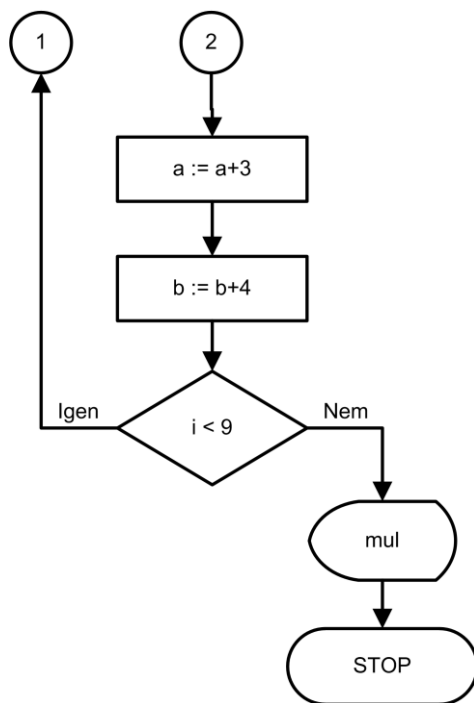 1
2
a := a+3
b := b+4
Igen
i < 9
Nem
mul
STOP